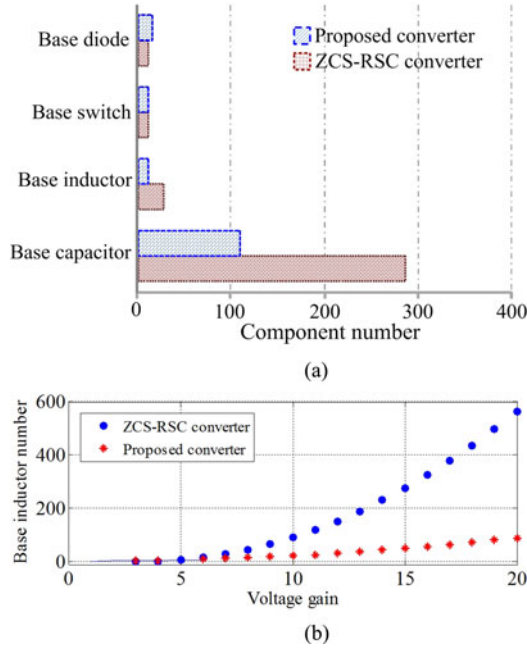 Base diode
Base switch
Base inductor
Base capacitor
Proposed converter
ZCS-RSC converter
0 100 200 300 400
Component number
(a)
600
400
200
0
Base inductor number
ZCS-RSC converter
Proposed converter
0 5 10 15 20
Voltage gain
(b)